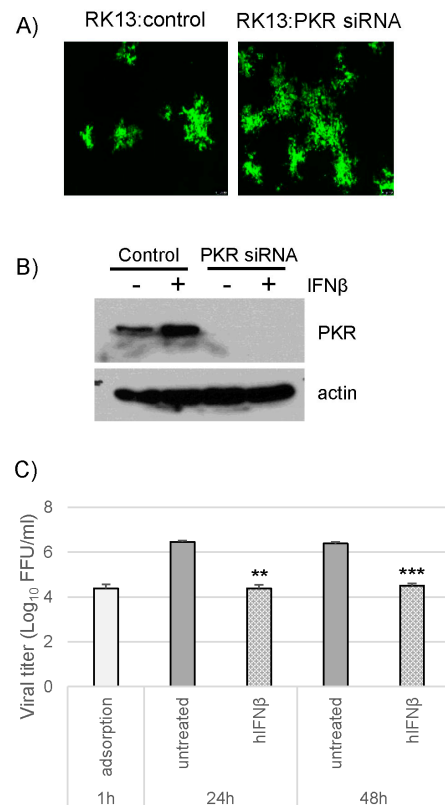 A)
RK13:control
RK13:PKR siRNA
B)
Control
PKR siRNA
- + - + IFNβ
PKR
actin
C)
Viral titer (Log10 FFU/ml)
8
6
4
2
0
**
***
adsorption
untreated
hIFNβ
untreated
hIFNβ
1h
24h
48h